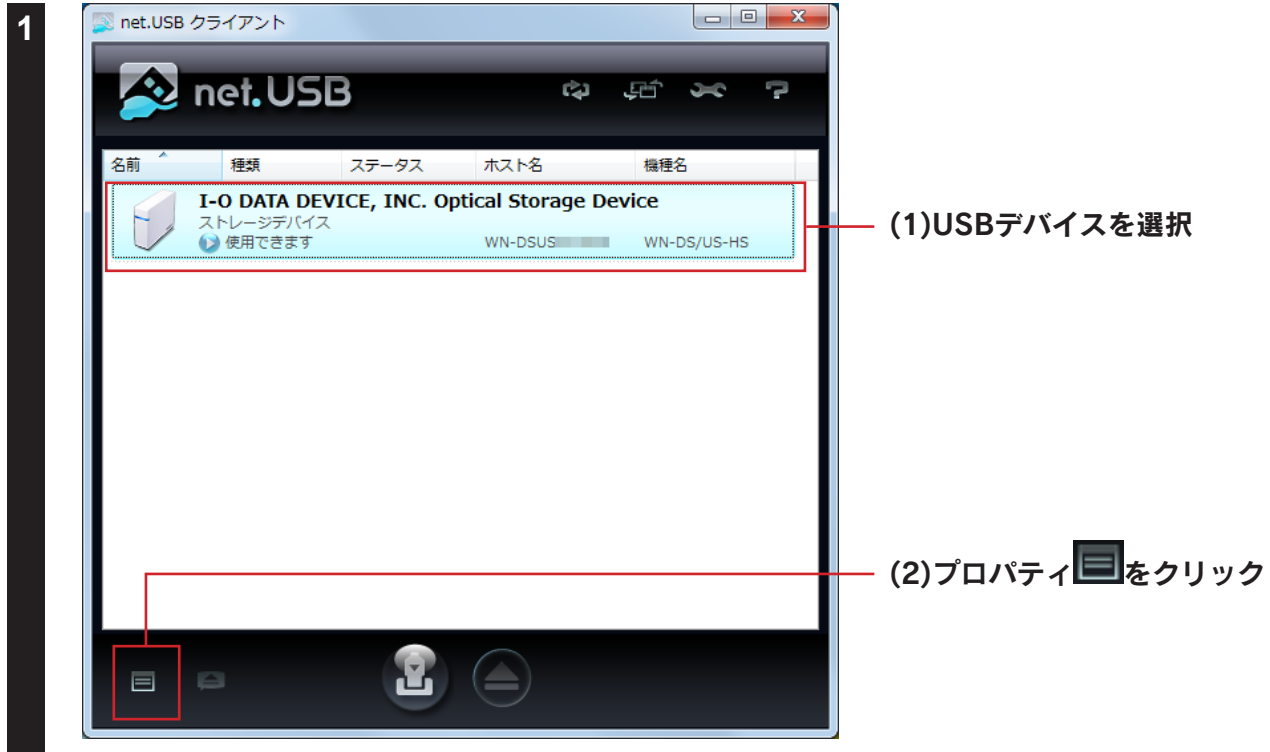 1
net.USB クライアント
net.USB
名前 種類 ステータス ホスト名 機種名
I-O DATA DEVICE, INC. Optical Storage Device
ストレージデバイス
使用できます WN-DSUS WN-DS/US-HS
(1)USBデバイスを選択
(2)プロパティをクリック